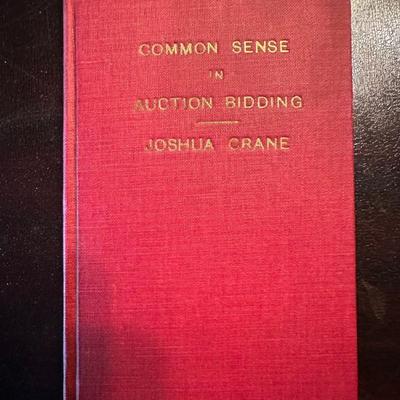 COMMON SENSE
IN
AUCTION BIDDING
JOSHUA CRANE